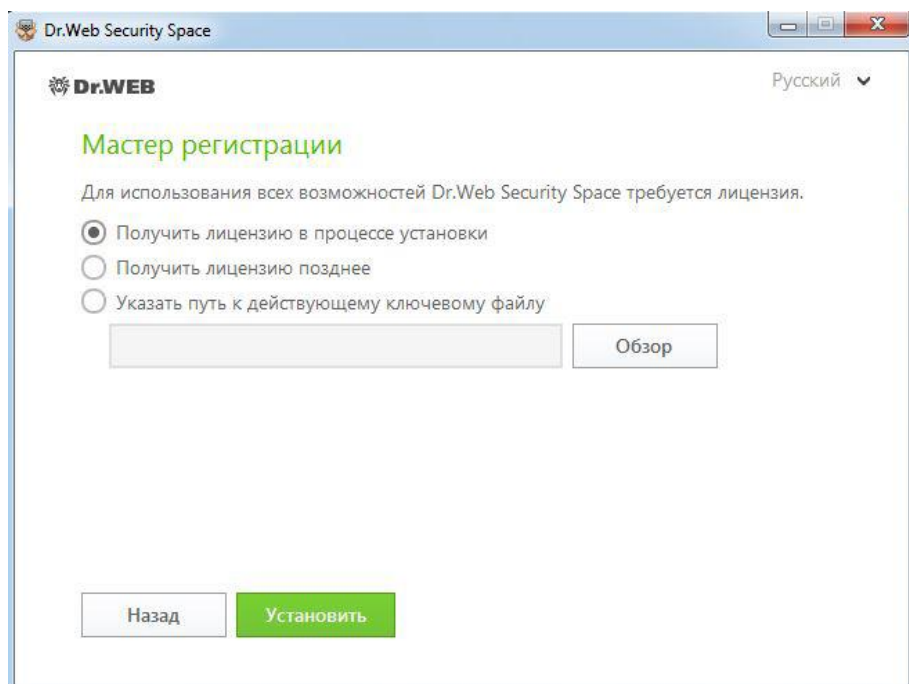 Dr.Web Security Space
Dr.WEB
Русский
Мастер регистрации
Для использования всех возможностей Dr.Web Security Space требуется лицензия.
Получить лицензию в процессе установки
Получить лицензию позднее
Указать путь к действующему ключевому файлу
Обзор
Назад
Установить